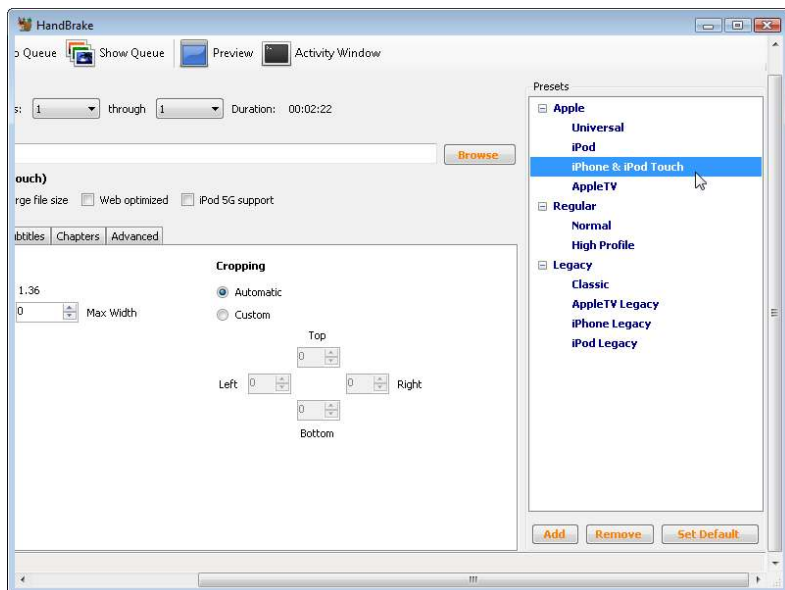 HandBrake
o Queue Show Queue Preview Activity Window
s: 1 through 1 Duration: 00:02:22
Browse
ouch)
rge file size Web optimized iPod 5G support
ubtitles Chapters Advanced
Cropping
1.36
Automatic
0 Max Width
Custom
Top
0
Left 0 0 Right
0
Bottom
Presets
Apple
Universal
iPod
iPhone & iPod Touch
AppleTV
Regular
Normal
High Profile
Legacy
Classic
AppleTV Legacy
iPhone Legacy
iPod Legacy
Add Remove Set Default